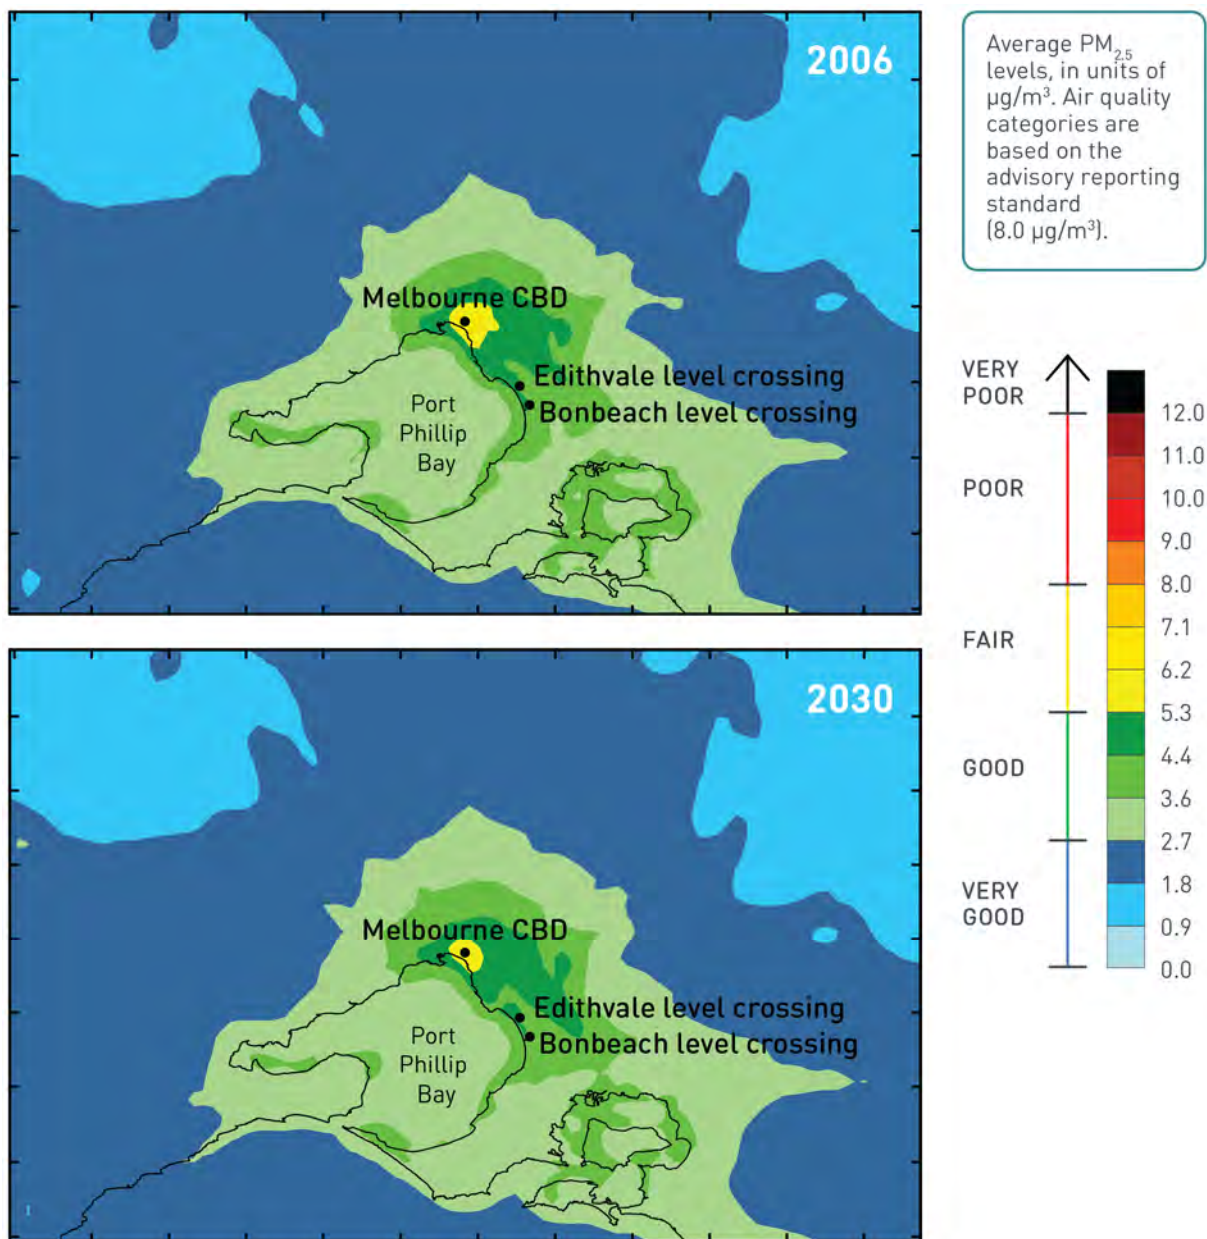 2006
Melbourne CBD
Edithvale level crossing
Bonbeach level crossing
Port
Phillip
Bay
Average PM2.5
levels, in units of
µg/m³. Air quality
categories are
based on the
advisory reporting
standard
(8.0 µg/m³).
VERY
POOR
POOR
FAIR
GOOD
VERY
GOOD
12.0
11.0
10.0
9.0
8.0
7.1
6.2
5.3
4.4
3.6
2.7
1.8
0.9
0.0
2030
Melbourne CBD
Edithvale level crossing
Bonbeach level crossing
Port
Phillip
Bay